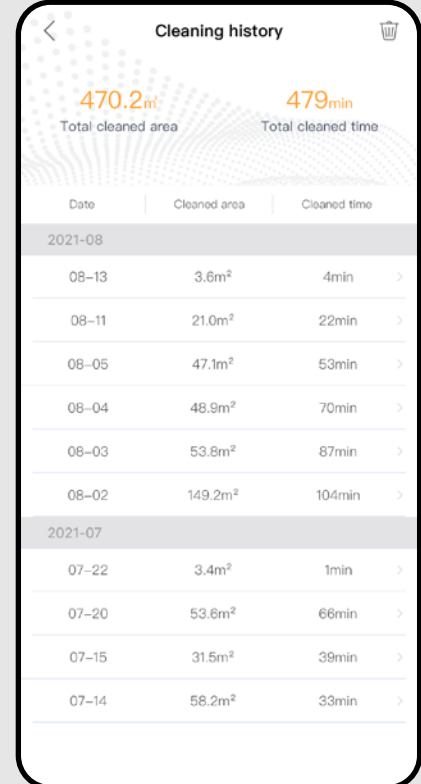 Cleaning history
470.2㎡ 479min
Total cleaned area Total cleaned time
Date Cleaned area Cleaned time
2021-08
08-13 3.6m² 4min
08-11 21.0m² 22min
08-05 47.1m² 53min
08-04 48.9m² 70min
08-03 53.8m² 87min
08-02 149.2m² 104min
2021-07
07-22 3.4m² 1min
07-20 53.6m² 66min
07-15 31.5m² 39min
07-14 58.2m² 33min